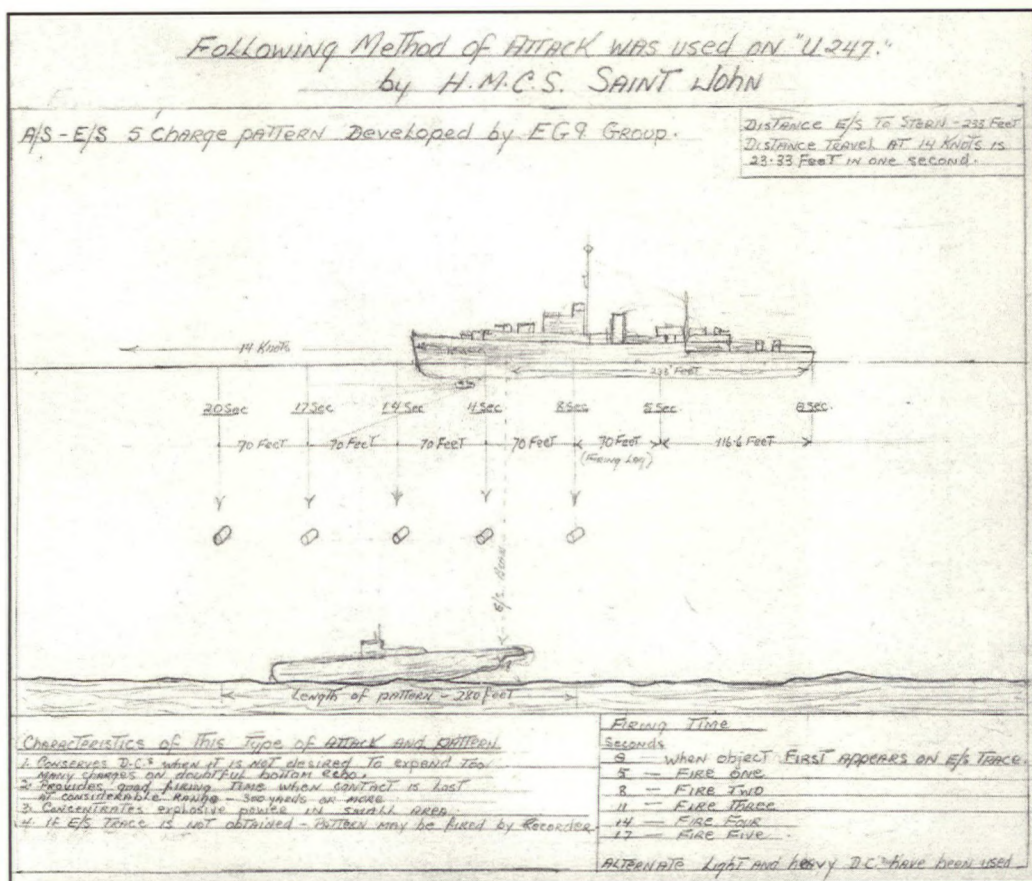 Following Method of Attack was used on "U 247."
by H.M.C.S. Saint John
A/S - E/S 5 Charge pattern Developed by EG9 Group.
Distance E/S to Stern - 233 Feet
Distance Travel at 14 Knots is
23.33 Feet in one second.
14 Knots
233 Feet
20 Sec 17 Sec 14 Sec 4 Sec 8 Sec 5 Sec 0 Sec.
70 Feet 70 Feet 70 Feet 70 Feet 70 Feet 116.6 Feet
(Firing Log)
E/S Beam
Length of pattern - 280 Feet
Characteristics of This Type of Attack and Pattern
1. Conserves D.C.s when it is not desired to expend too
many charges on doubtful bottom echo.
2. Provides good firing time when contact is lost
at considerable range - 300 yards or more
3. Concentrates explosive power in small area.
4. If E/S Trace is not obtained - Pattern may be fired by Recorder.
Firing Time
Seconds
0 — When object First appears on E/S Trace.
5 — Fire One
8 — Fire Two
11 — Fire Three
14 — Fire Four
17 — Fire Five.
Alternate Light and heavy D.C.s have been used